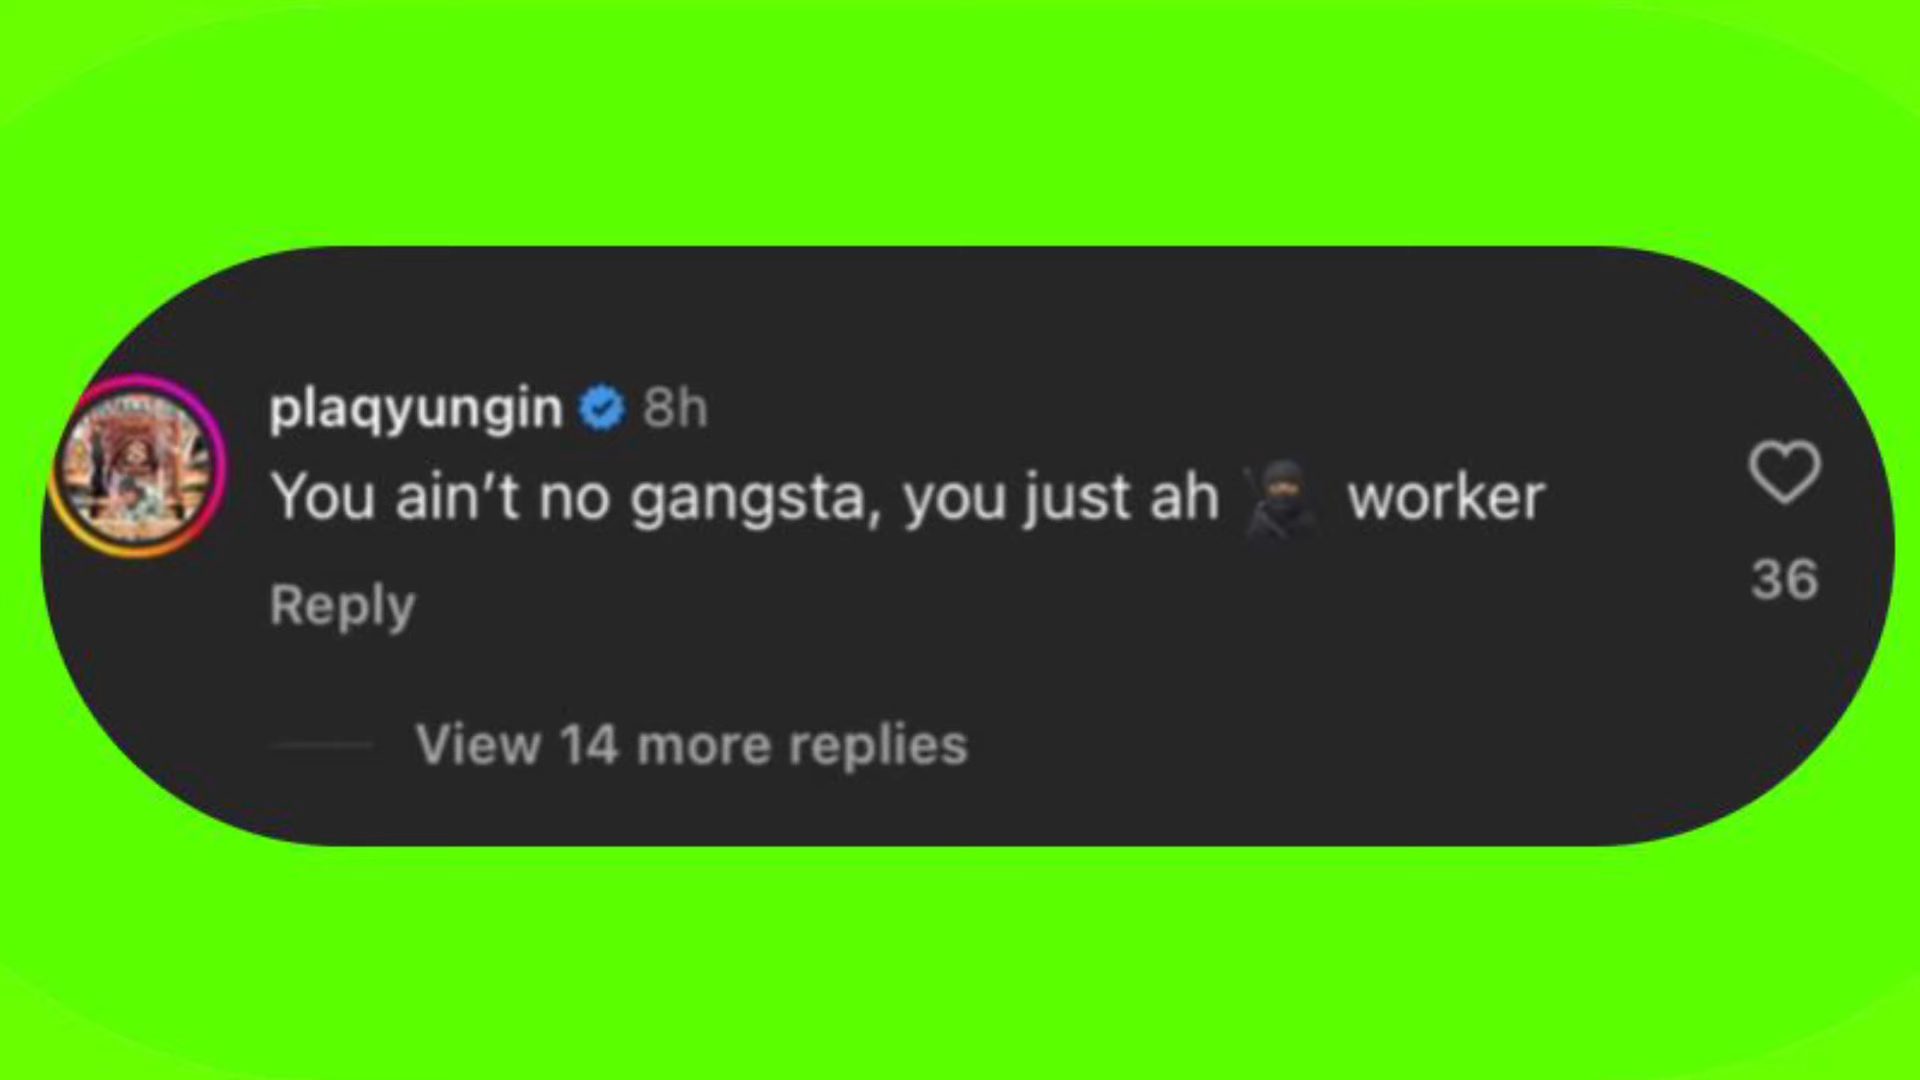 plaqyungin 8h
You ain't no gangsta, you just ah 🥷🏿 worker
36
Reply
View 14 more replies